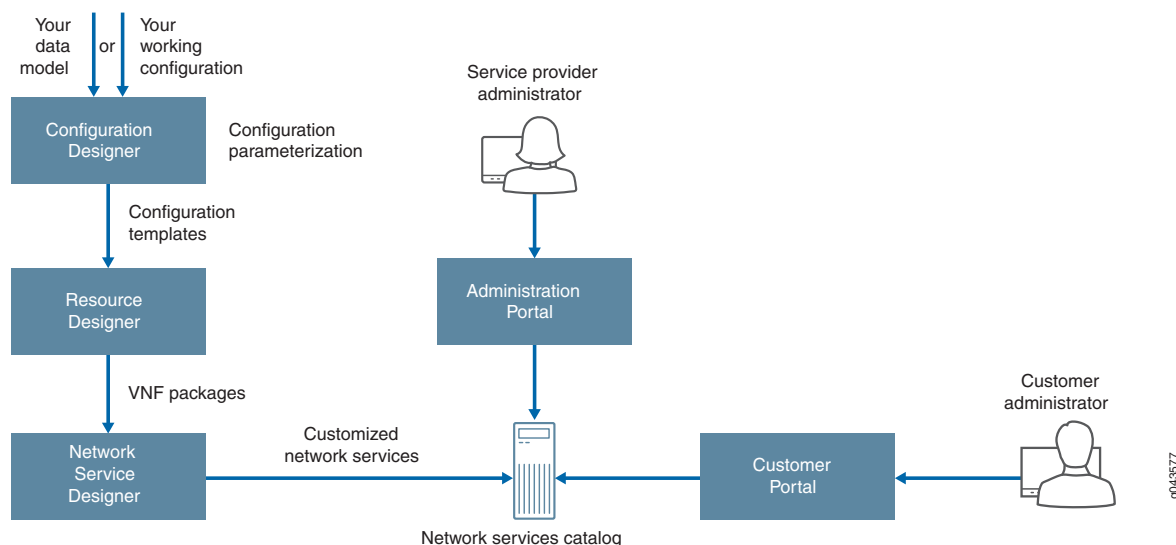 Your
data
model
or
Your
working
configuration
Service provider
administrator
Configuration
Designer
Configuration
parameterization
Configuration
templates
Resource
Designer
Administration
Portal
VNF packages
Customer
administrator
Network
Service
Designer
Customized
network services
Customer
Portal
Network services catalog
g043577